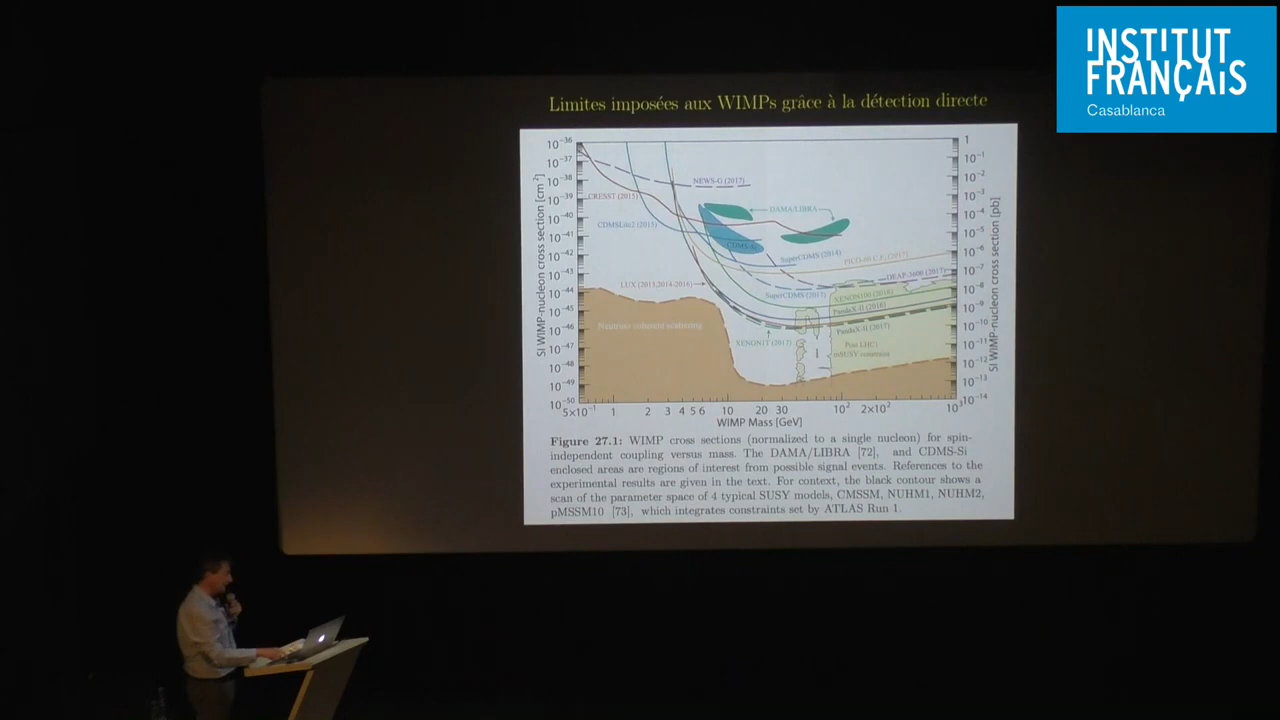 INSTITUT
FRANÇAIS
Casablanca
Limites imposées aux WIMPs grâce à la détection directe
SI WIMP-nucleon cross section [cm²]
10⁻³⁶
10⁻³⁷
10⁻³⁸
10⁻³⁹
10⁻⁴⁰
10⁻⁴¹
10⁻⁴²
10⁻⁴³
10⁻⁴⁴
10⁻⁴⁵
10⁻⁴⁶
10⁻⁴⁷
10⁻⁴⁸
10⁻⁴⁹
10⁻⁵⁰
NEWS-G (2017)
CRESST (2015)
DAMA/LIBRA
CDMSLite2 (2015)
CDMS-Si
SuperCDMS (2014)
PICO-60 C₃F₈ (2017)
DEAP-3600 (2017)
LUX (2013,2014-2016)
SuperCDMS (2017)
XENON100 (2016)
PandaX-II (2016)
Neutrino coherent scattering
PandaX-II (2017)
XENON1T (2017)
Post LHC1
mSUSY constraint
1
10⁻¹
10⁻²
10⁻³
10⁻⁴
10⁻⁵
10⁻⁶
10⁻⁷
10⁻⁸
10⁻⁹
10⁻¹⁰
10⁻¹¹
10⁻¹²
10⁻¹³
10⁻¹⁴
SI WIMP-nucleon cross section [pb]
5×10⁻¹ 1 2 3 4 5 6 10 20 30 10² 2×10² 10³
WIMP Mass [GeV]
Figure 27.1: WIMP cross sections (normalized to a single nucleon) for spin-
independent coupling versus mass. The DAMA/LIBRA [72], and CDMS-Si
enclosed areas are regions of interest from possible signal events. References to the
experimental results are given in the text. For context, the black contour shows a
scan of the parameter space of 4 typical SUSY models, CMSSM, NUHM1, NUHM2,
pMSSM10 [73], which integrates constraints set by ATLAS Run 1.